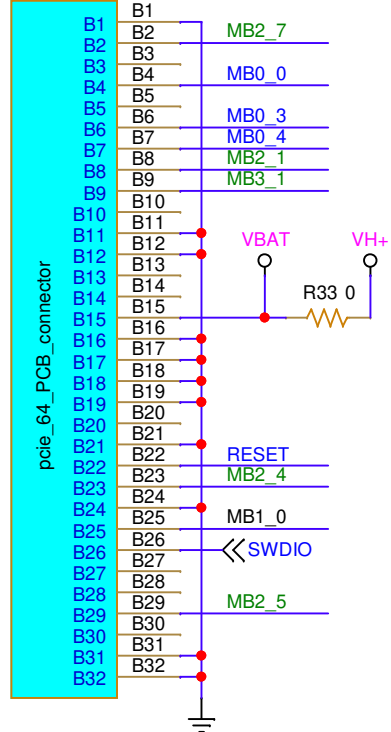 pcie_64_PCB_connector
B1 B1
B2 B2 MB2_7
B3 B3
B4 B4 MB0_0
B5 B5
B6 B6 MB0_3
B7 B7 MB0_4
B8 B8 MB2_1
B9 B9 MB3_1
B10 B10
B11 B11
B12 B12
VBAT VH+
B13 B13
B14 B14
R33 0
B15 B15
B16 B16
B17 B17
B18 B18
B19 B19
B20 B20
B21 B21
B22 B22 RESET
B23 B23 MB2_4
B24 B24
B25 B25 MB1_0
B26 B26 SWDIO
B27 B27
B28 B28
B29 B29 MB2_5
B30 B30
B31 B31
B32 B32